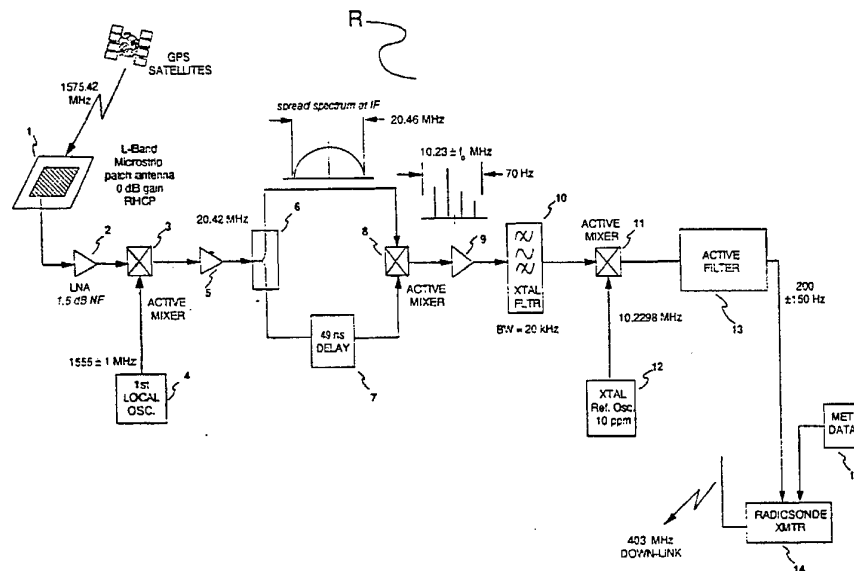 R
GPS
SATELLITES
1575.42
MHz
spread spectrum at IF
20.46 MHz
1
L-Band
Microstrip
patch antenna
0 dB gain
RHCP
10.23 ± f MHz
70 Hz
2
3
20.42 MHz
6
8
9
10
ACTIVE
MIXER
11
ACTIVE
FILTER
LNA
1.5 dB NF
ACTIVE
MIXER
5
ACTIVE MIXER
XTAL
FLTR
BW = 20 kHz
13
200
±150 Hz
1555 ± 1 MHz
49 ns
DELAY
7
10.2298 MHz
4
1st
LOCAL
OSC.
12
XTAL
Ref. Osc.
10 ppm
MET
DATA
1
403 MHz
DOWN-LINK
RADICSONDE
XMTR
14